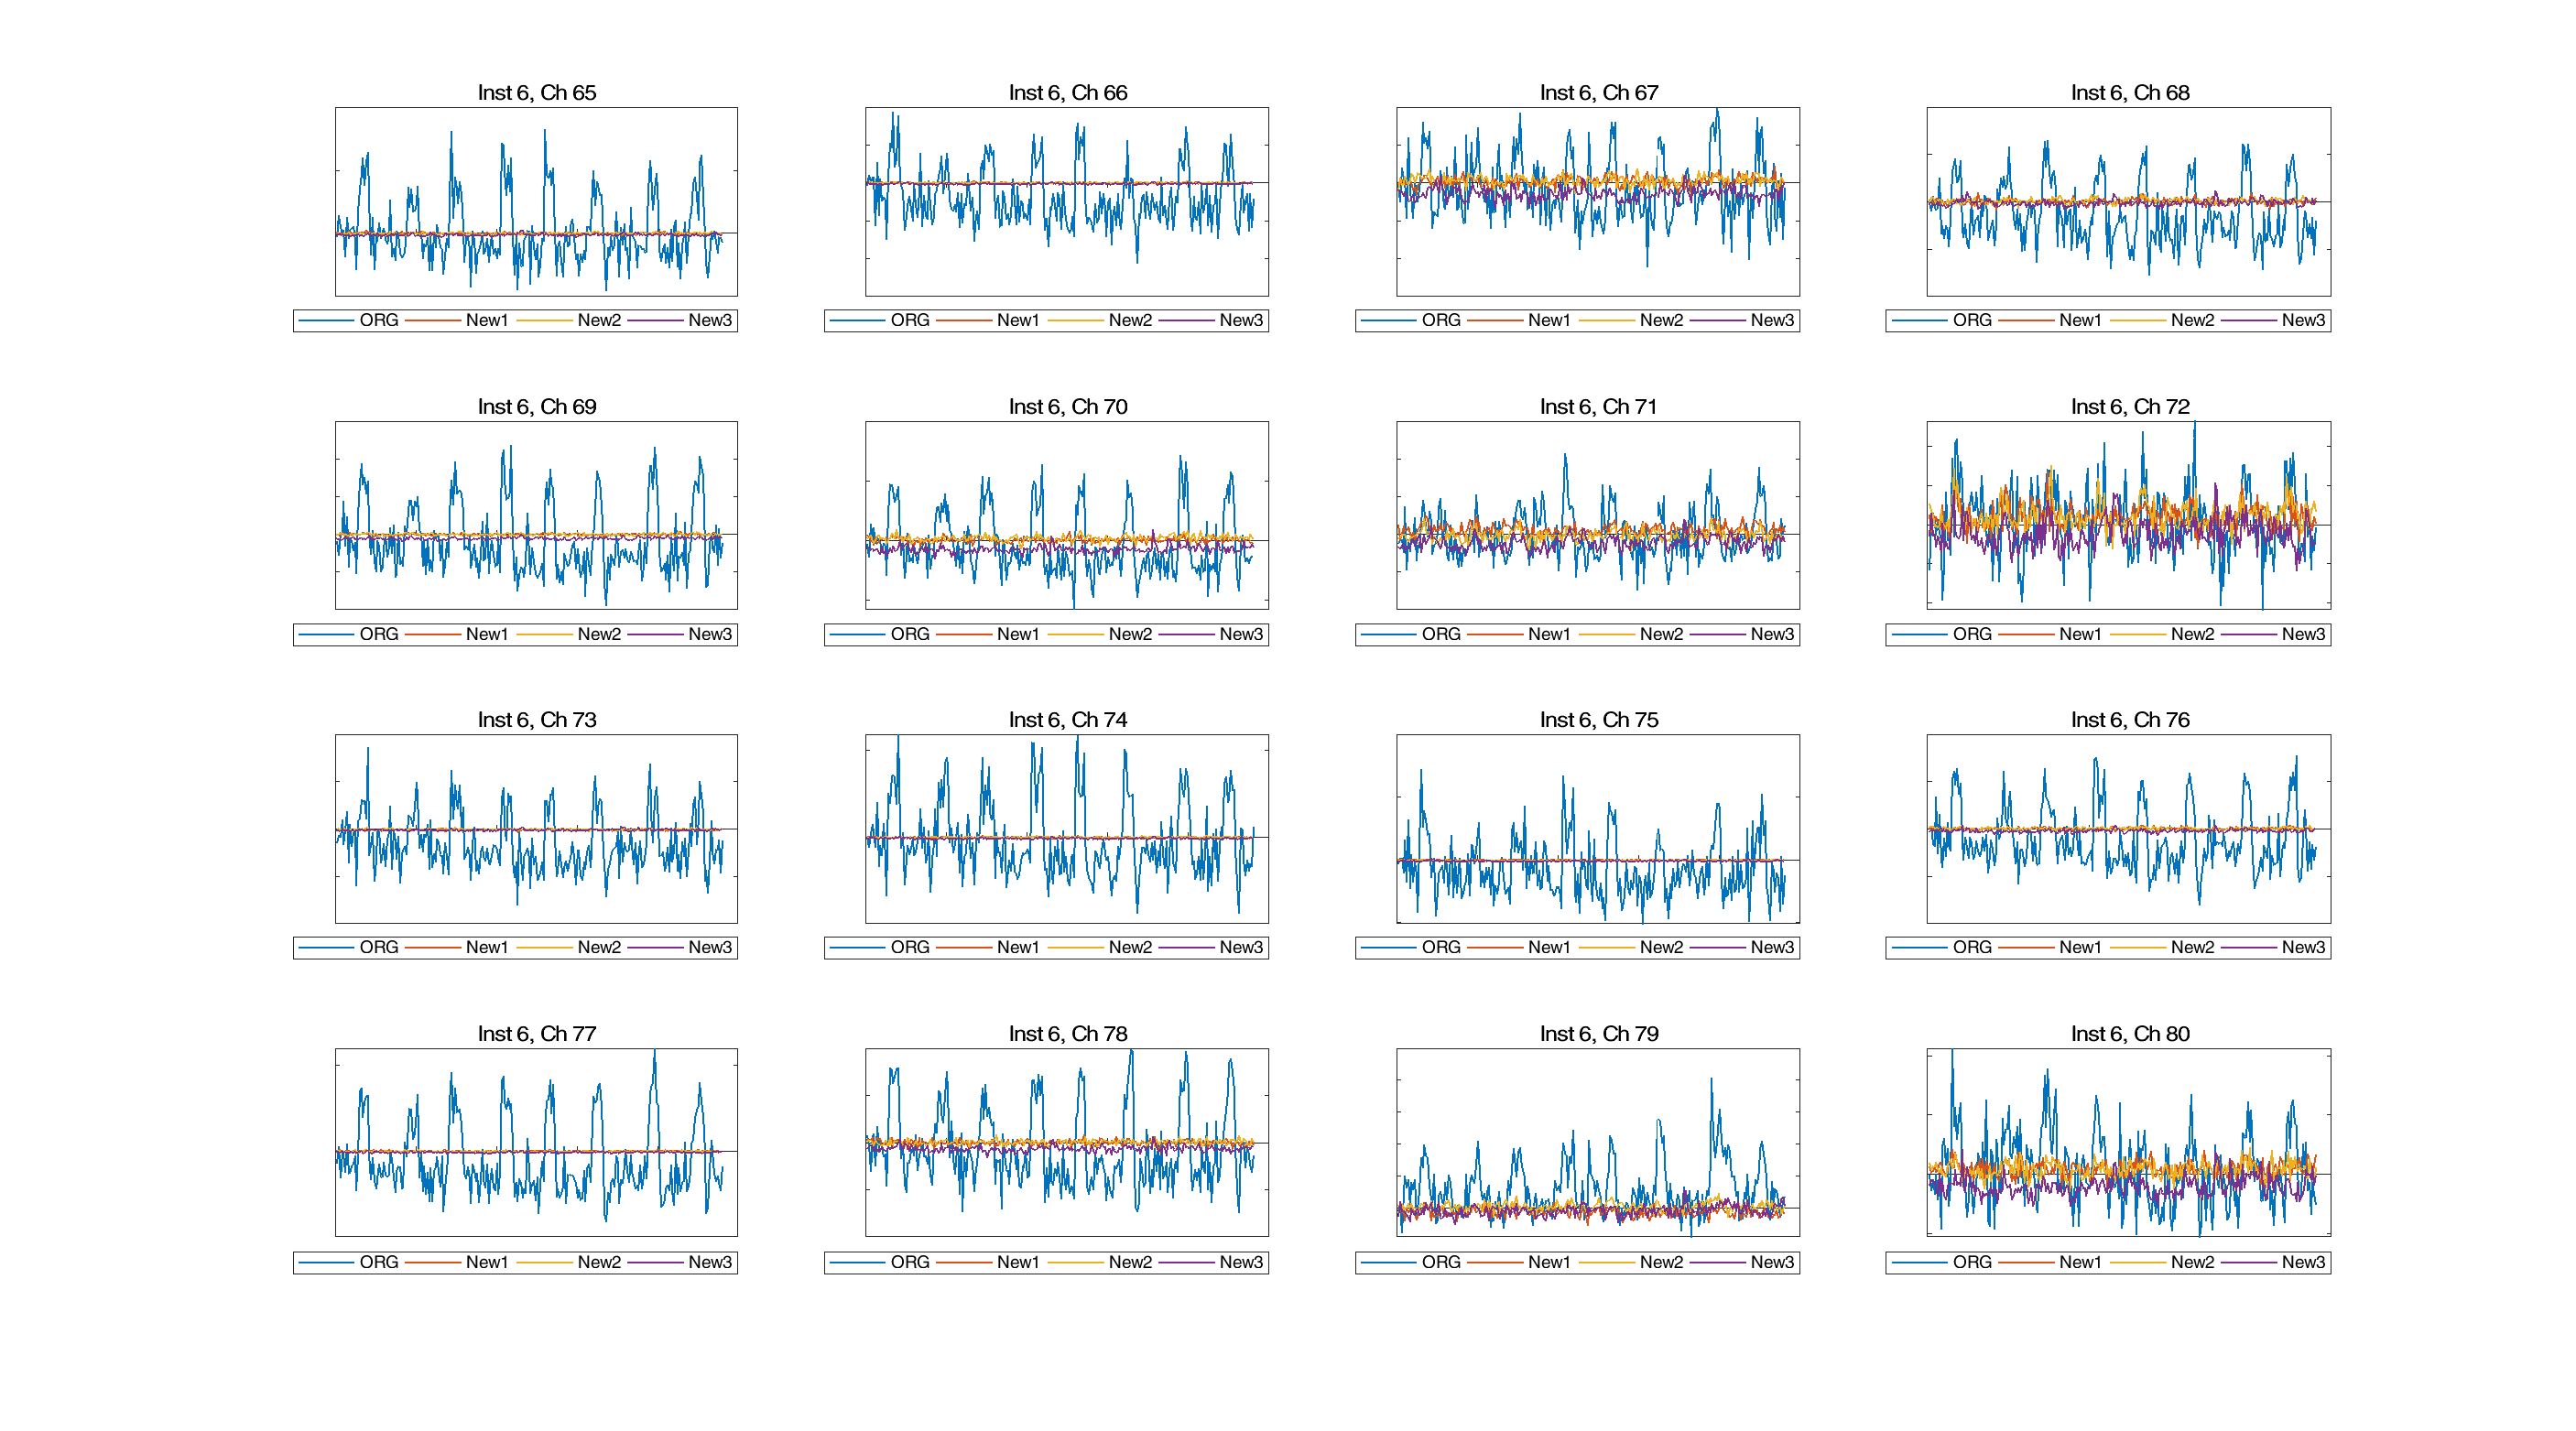 Inst 6, Ch 65
Inst 6, Ch 66
Inst 6, Ch 67
Inst 6, Ch 68
ORG New1 New2 New3
ORG New1 New2 New3
ORG New1 New2 New3
ORG New1 New2 New3
Inst 6, Ch 69
Inst 6, Ch 70
Inst 6, Ch 71
Inst 6, Ch 72
ORG New1 New2 New3
ORG New1 New2 New3
ORG New1 New2 New3
ORG New1 New2 New3
Inst 6, Ch 73
Inst 6, Ch 74
Inst 6, Ch 75
Inst 6, Ch 76
ORG New1 New2 New3
ORG New1 New2 New3
ORG New1 New2 New3
ORG New1 New2 New3
Inst 6, Ch 77
Inst 6, Ch 78
Inst 6, Ch 79
Inst 6, Ch 80
ORG New1 New2 New3
ORG New1 New2 New3
ORG New1 New2 New3
ORG New1 New2 New3